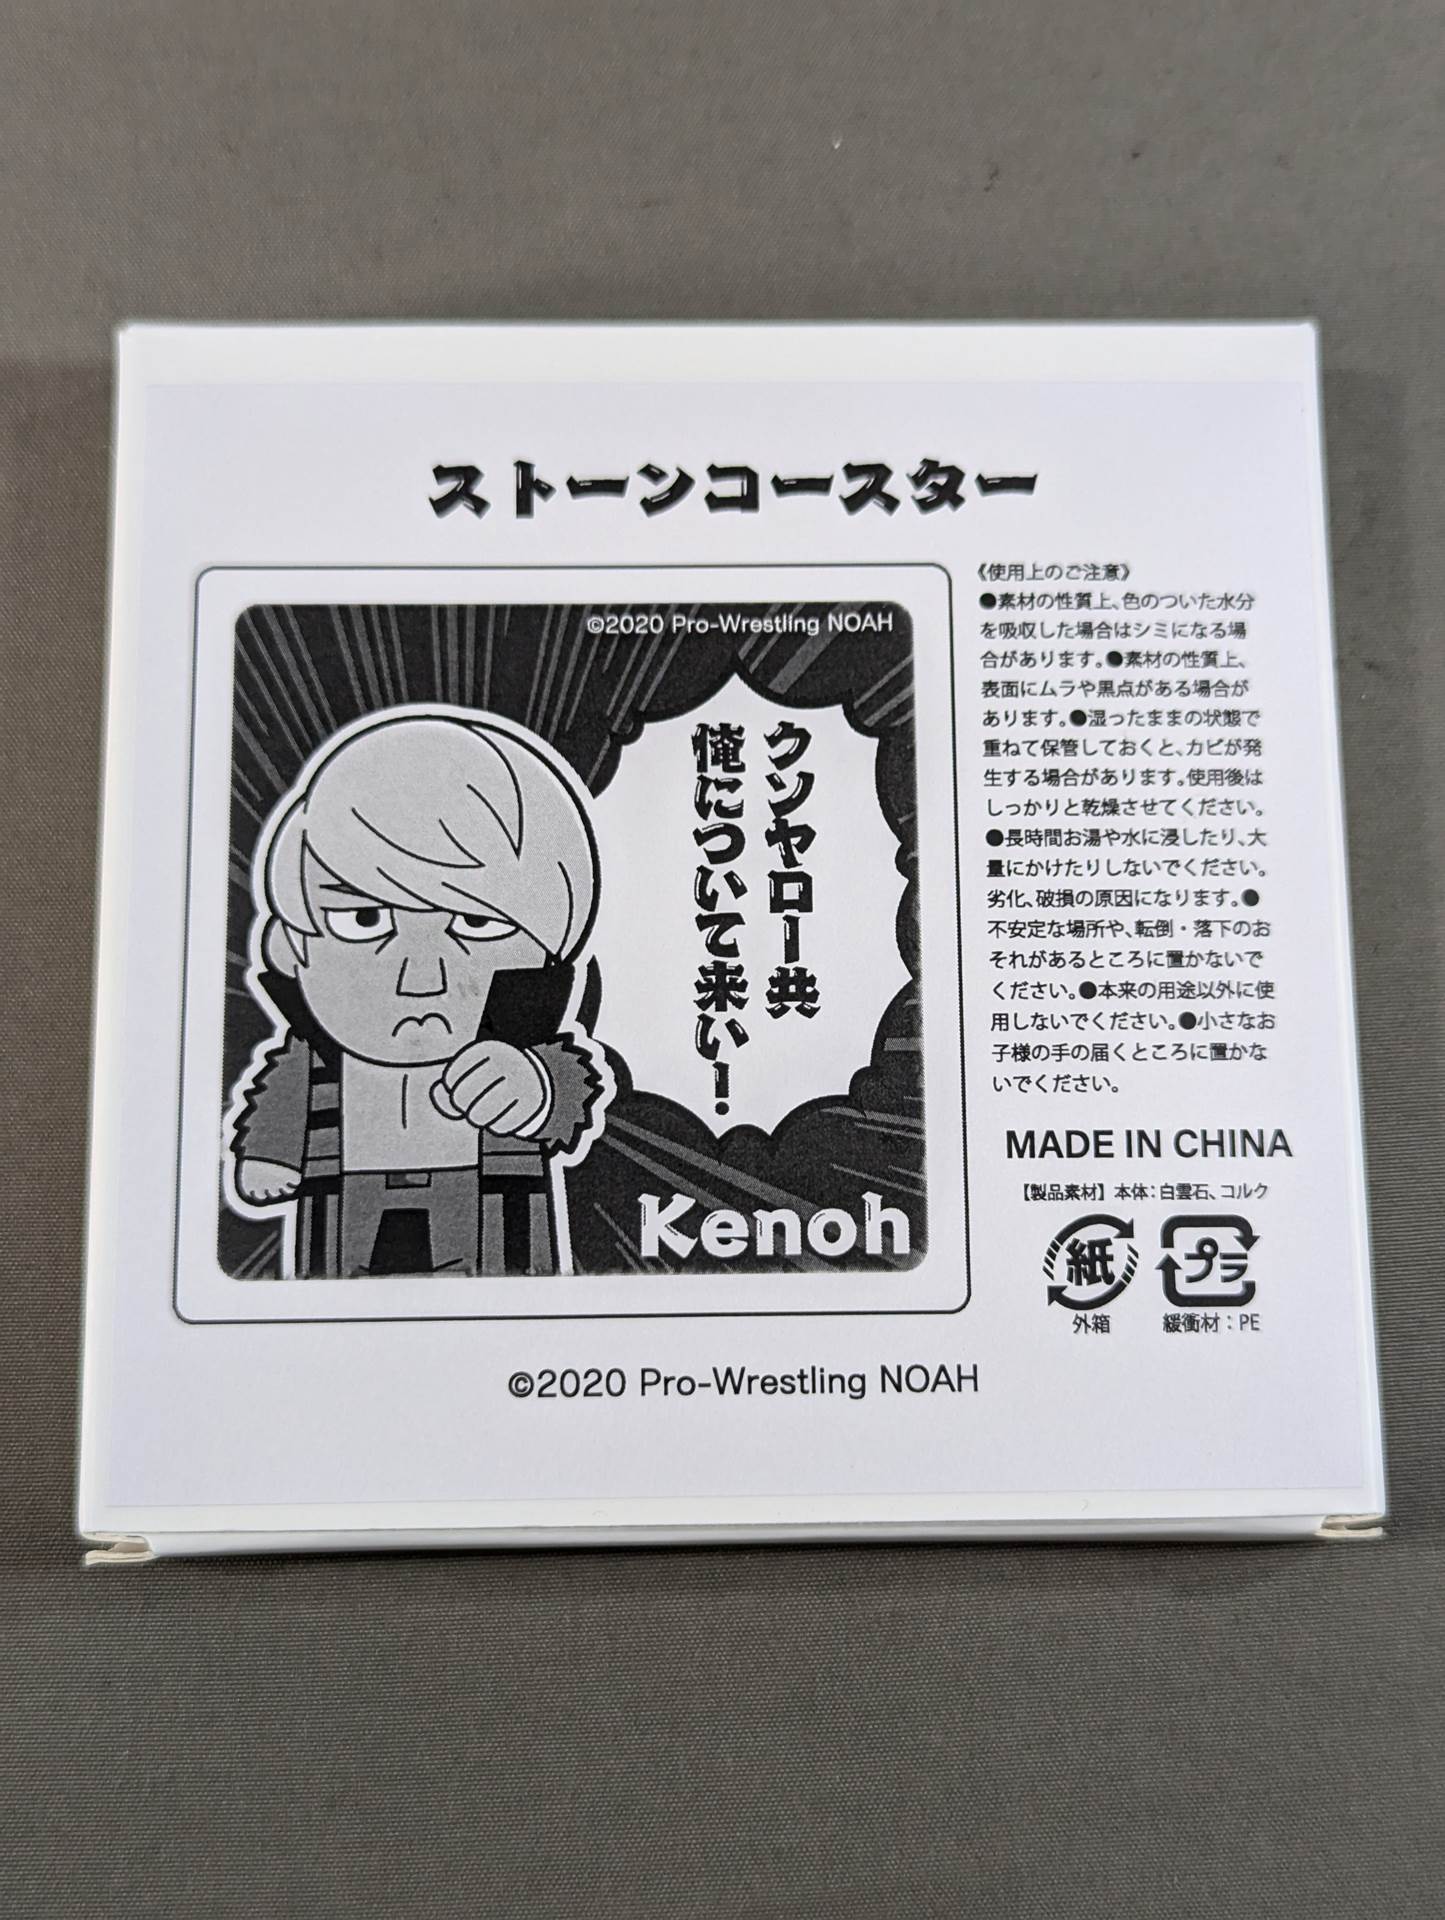 ストーンコースター
©2020 Pro-Wrestling NOAH
クソヤロー共
俺について来い!
Kenoh
《使用上のご注意》
●素材の性質上、色のついた水分
を吸収した場合はシミになる場
合があります。●素材の性質上、
表面にムラや黒点がある場合が
あります。●湿ったままの状態で
重ねて保管しておくと、カビが発
生する場合があります。使用後は
しっかりと乾燥させてください。
●長時間お湯や水に浸したり、大
量にかけたりしないでください。
劣化、破損の原因になります。●
不安定な場所や、転倒・落下のお
それがあるところに置かないで
ください。●本来の用途以外に使
用しないでください。●小さなお
子様の手の届くところに置かな
いでください。
MADE IN CHINA
【製品素材】本体：白雲石、コルク
紙
外箱
プラ
緩衝材：PE
©2020 Pro-Wrestling NOAH